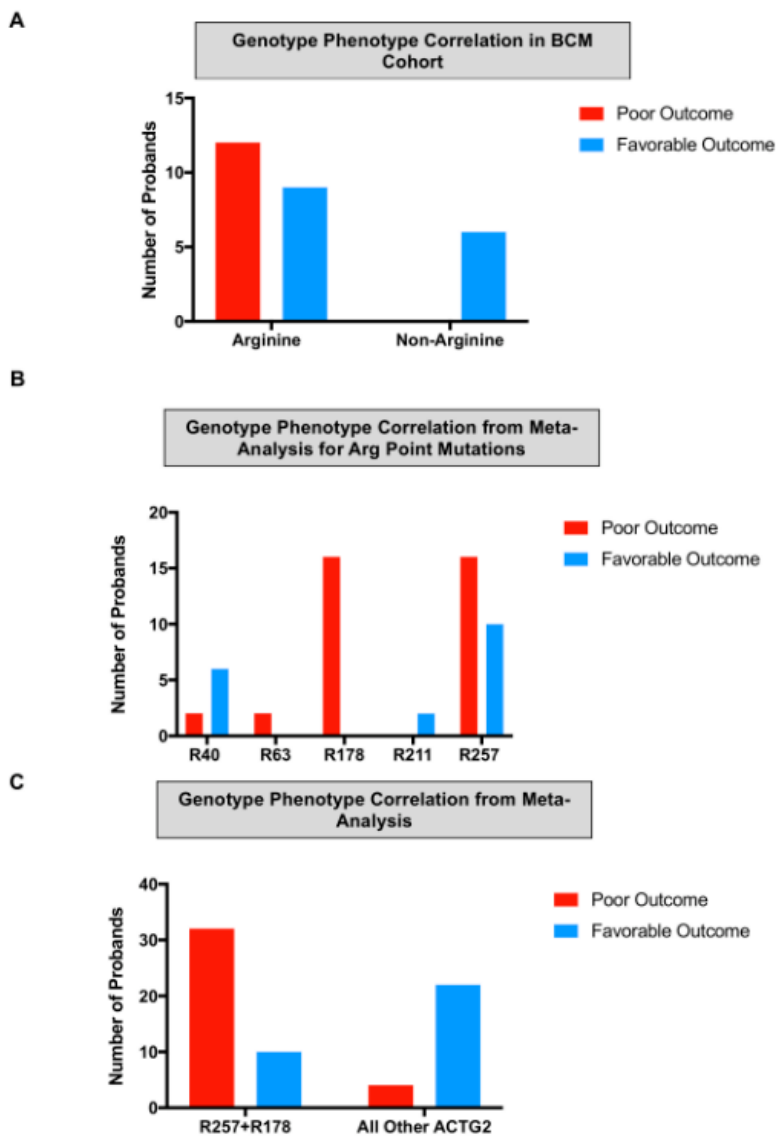 A
Genotype Phenotype Correlation in BCM
Cohort
15
10
5
0
Number of Probands
Arginine
Non-Arginine
Poor Outcome
Favorable Outcome
B
Genotype Phenotype Correlation from Meta-
Analysis for Arg Point Mutations
20
15
10
5
0
Number of Probands
R40
R63
R178
R211
R257
Poor Outcome
Favorable Outcome
C
Genotype Phenotype Correlation from Meta-
Analysis
40
30
20
10
0
Number of Probands
R257+R178
All Other ACTG2
Poor Outcome
Favorable Outcome